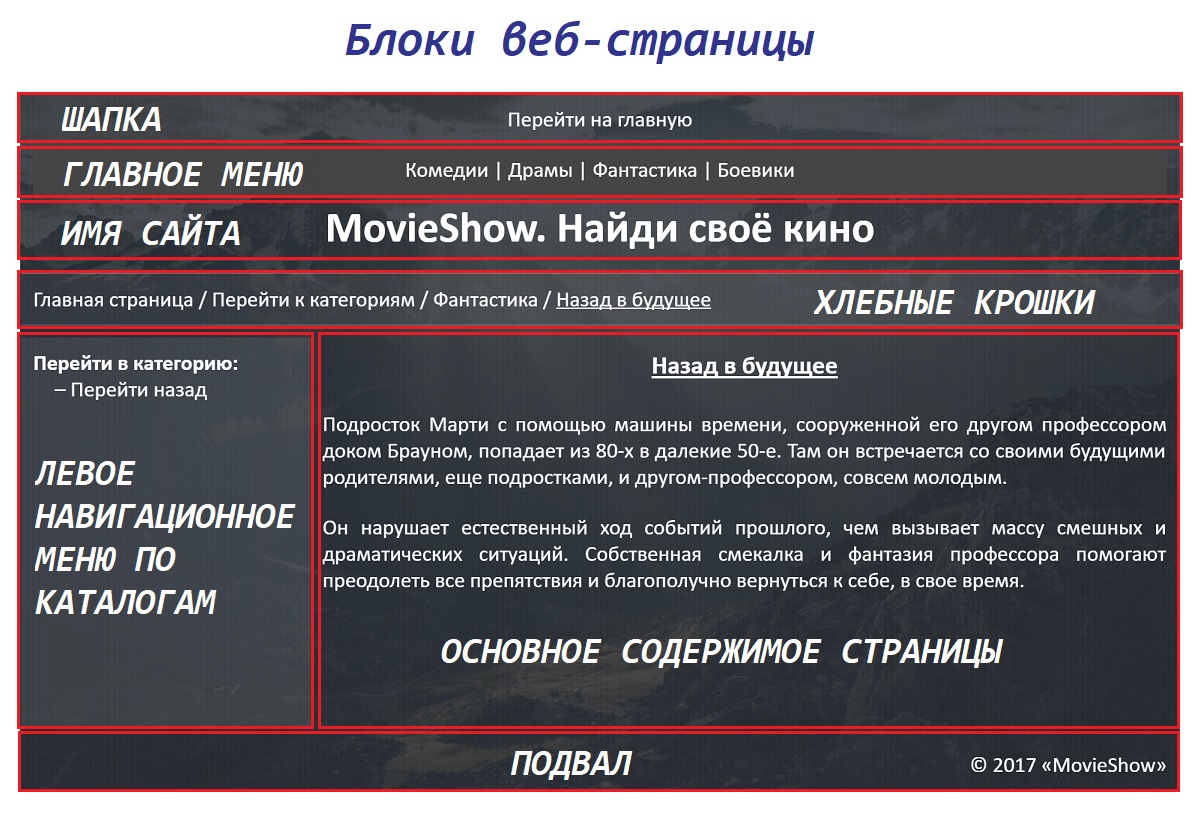 Блоки веб-страницы
ШАПКА
Перейти на главную
ГЛАВНОЕ МЕНЮ
Комедии | Драмы | Фантастика | Боевики
ИМЯ САЙТА
MovieShow. Найди своё кино
Главная страница / Перейти к категориям / Фантастика / Назад в будущее
ХЛЕБНЫЕ КРОШКИ
Перейти в категорию:
– Перейти назад
ЛЕВОЕ
НАВИГАЦИОННОЕ
МЕНЮ ПО
КАТАЛОГАМ
Назад в будущее
Подросток Марти с помощью машины времени, сооруженной его другом профессором
доком Брауном, попадает из 80-х в далекие 50-е. Там он встречается со своими будущими
родителями, еще подростками, и другом-профессором, совсем молодым.
Он нарушает естественный ход событий прошлого, чем вызывает массу смешных и
драматических ситуаций. Собственная смекалка и фантазия профессора помогают
преодолеть все препятствия и благополучно вернуться к себе, в свое время.
ОСНОВНОЕ СОДЕРЖИМОЕ СТРАНИЦЫ
ПОДВАЛ
© 2017 «MovieShow»